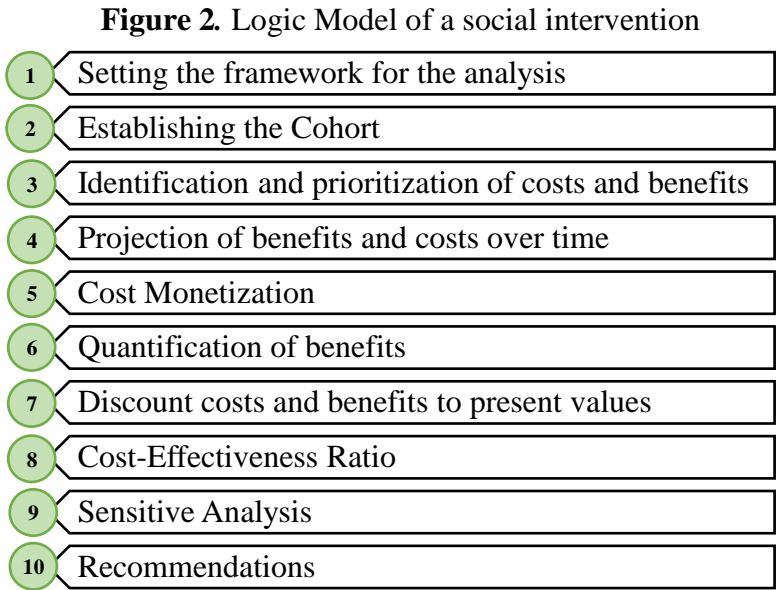 Figure 2. Logic Model of a social intervention
1 Setting the framework for the analysis
2 Establishing the Cohort
3 Identification and prioritization of costs and benefits
4 Projection of benefits and costs over time
5 Cost Monetization
6 Quantification of benefits
7 Discount costs and benefits to present values
8 Cost-Effectiveness Ratio
9 Sensitive Analysis
10 Recommendations